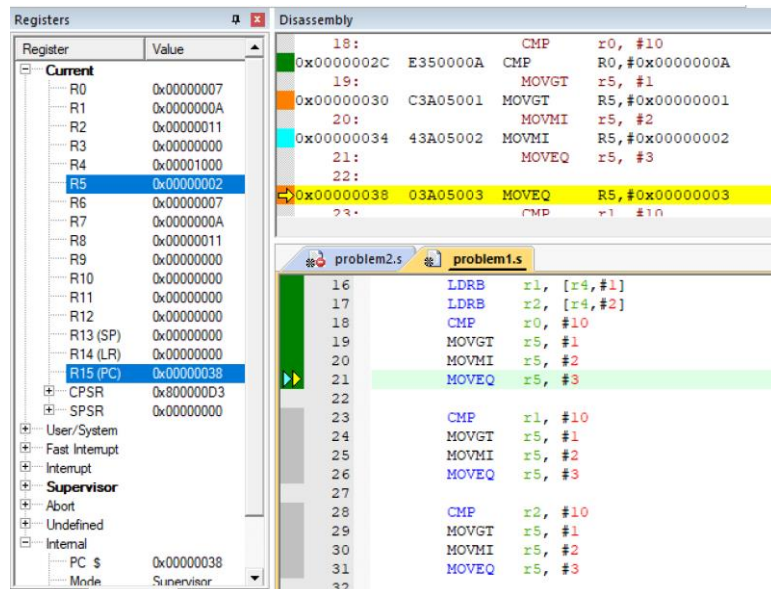 Registers
Register Value
Current
R0 0x00000007
R1 0x0000000A
R2 0x00000011
R3 0x00000000
R4 0x00001000
R5 0x00000002
R6 0x00000007
R7 0x0000000A
R8 0x00000011
R9 0x00000000
R10 0x00000000
R11 0x00000000
R12 0x00000000
R13 (SP) 0x00000000
R14 (LR) 0x00000000
R15 (PC) 0x00000038
CPSR 0x800000D3
SPSR 0x00000000
User/System
Fast Interrupt
Interrupt
Supervisor
Abort
Undefined
Internal
PC $ 0x00000038
Mode Supervisor
Disassembly
18: CMP r0, #10
0x0000002C E350000A CMP R0,#0x0000000A
19: MOVGT r5, #1
0x00000030 C3A05001 MOVGT R5,#0x00000001
20: MOVMI r5, #2
0x00000034 43A05002 MOVMI R5,#0x00000002
21: MOVEQ r5, #3
22:
0x00000038 03A05003 MOVEQ R5,#0x00000003
23: CMP r1, #10
problem2.s problem1.s
16 LDRB r1, [r4,#1]
17 LDRB r2, [r4,#2]
18 CMP r0, #10
19 MOVGT r5, #1
20 MOVMI r5, #2
21 MOVEQ r5, #3
22
23 CMP r1, #10
24 MOVGT r5, #1
25 MOVMI r5, #2
26 MOVEQ r5, #3
27
28 CMP r2, #10
29 MOVGT r5, #1
30 MOVMI r5, #2
31 MOVEQ r5, #3
32